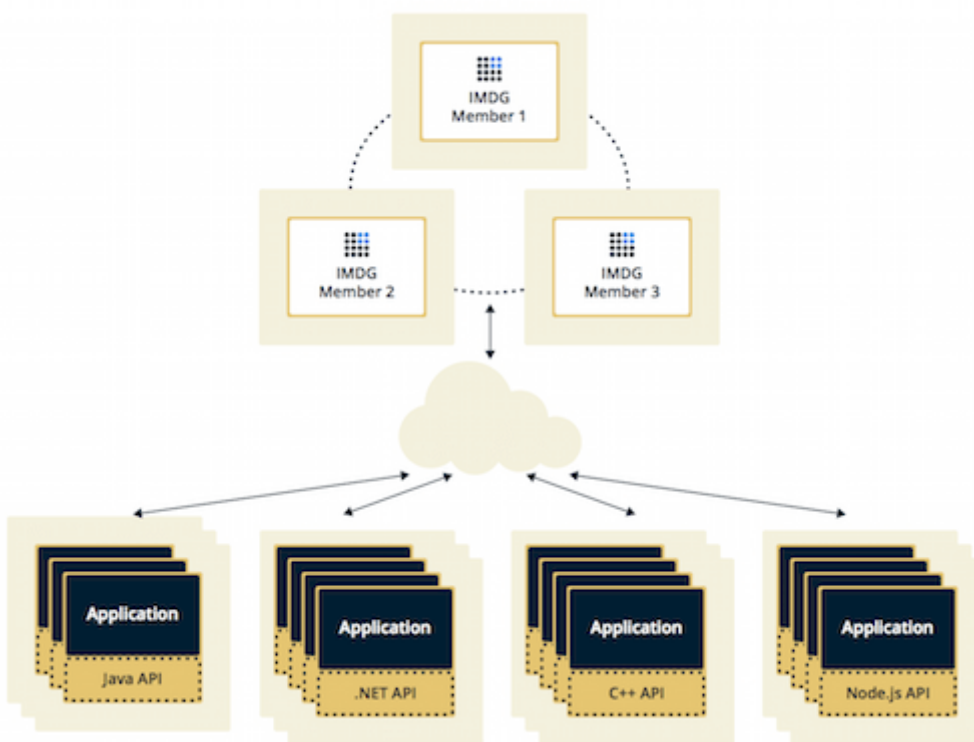 IMDG
Member 1
IMDG
Member 2
IMDG
Member 3
Application
Java API
Application
.NET API
Application
C++ API
Application
Node.js API